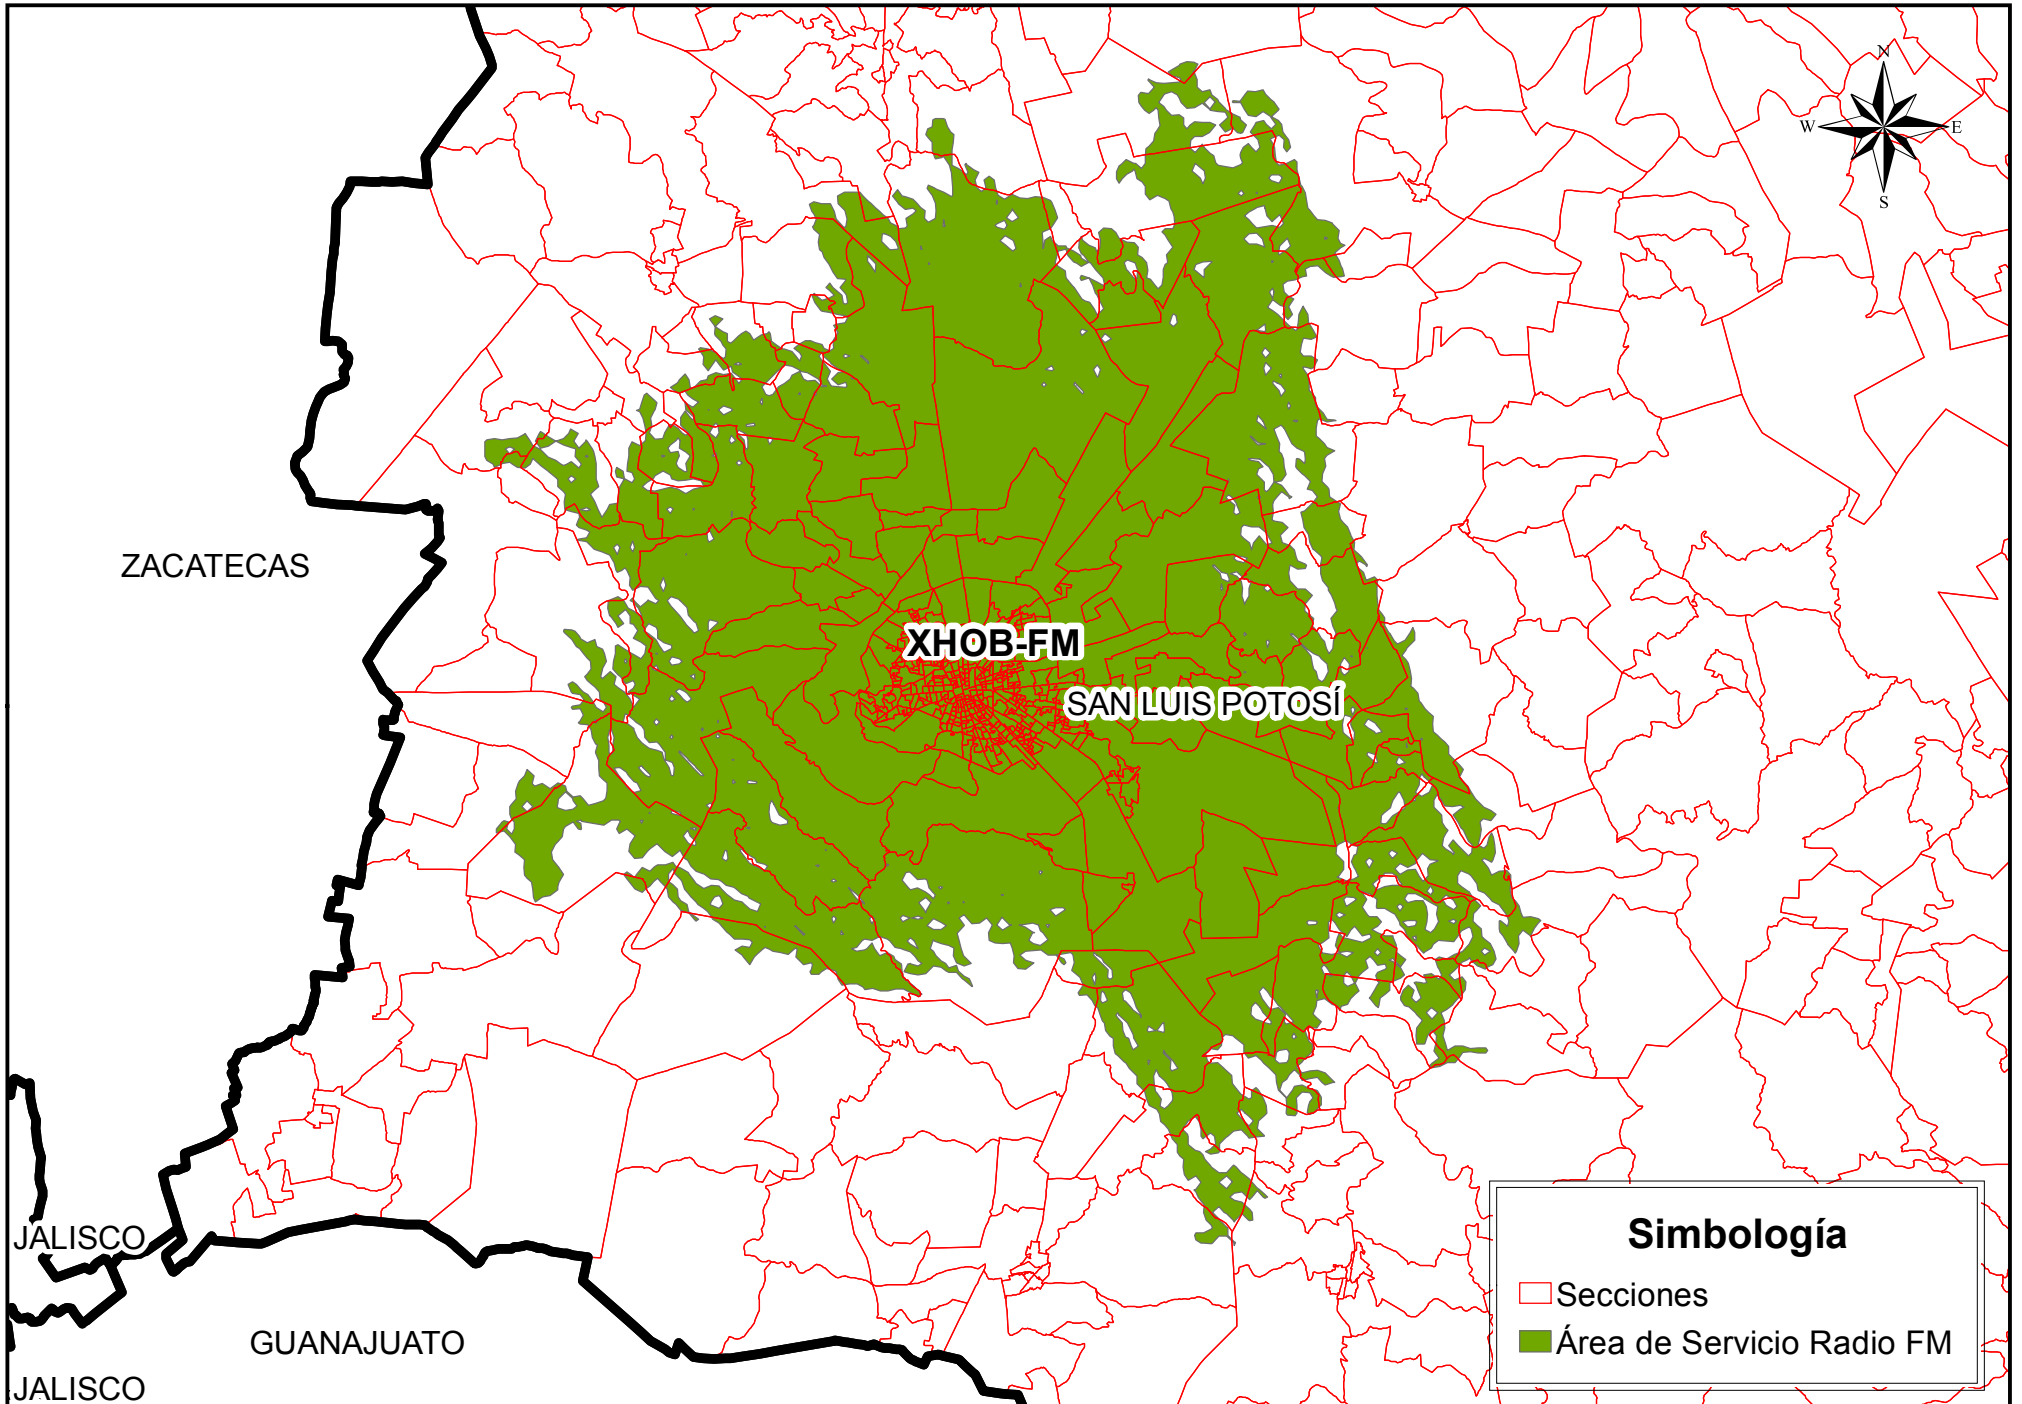 N
W E
S
ZACATECAS
XHOB-FM
SAN LUIS POTOSÍ
JALISCO
GUANAJUATO
JALISCO
Simbología
Secciones
Área de Servicio Radio FM